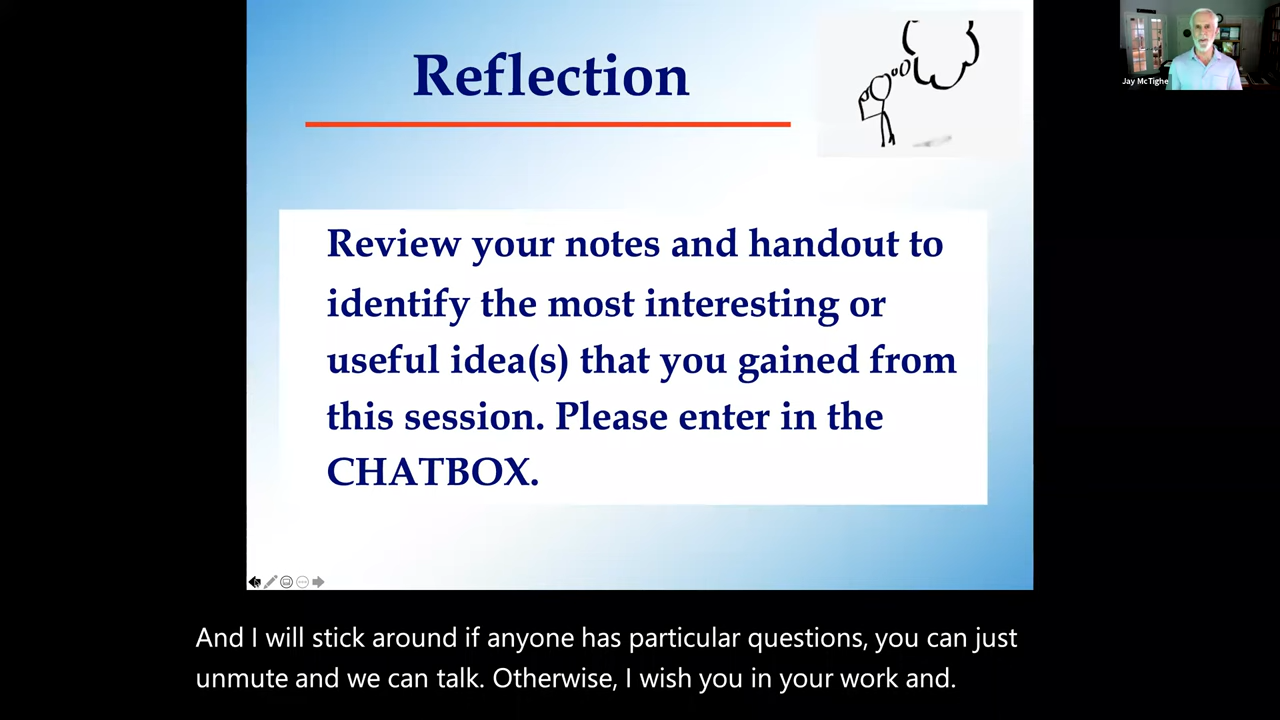 Reflection
Jay McTighe
Review your notes and handout to
identify the most interesting or
useful idea(s) that you gained from
this session. Please enter in the
CHATBOX.
And I will stick around if anyone has particular questions, you can just
unmute and we can talk. Otherwise, I wish you in your work and.